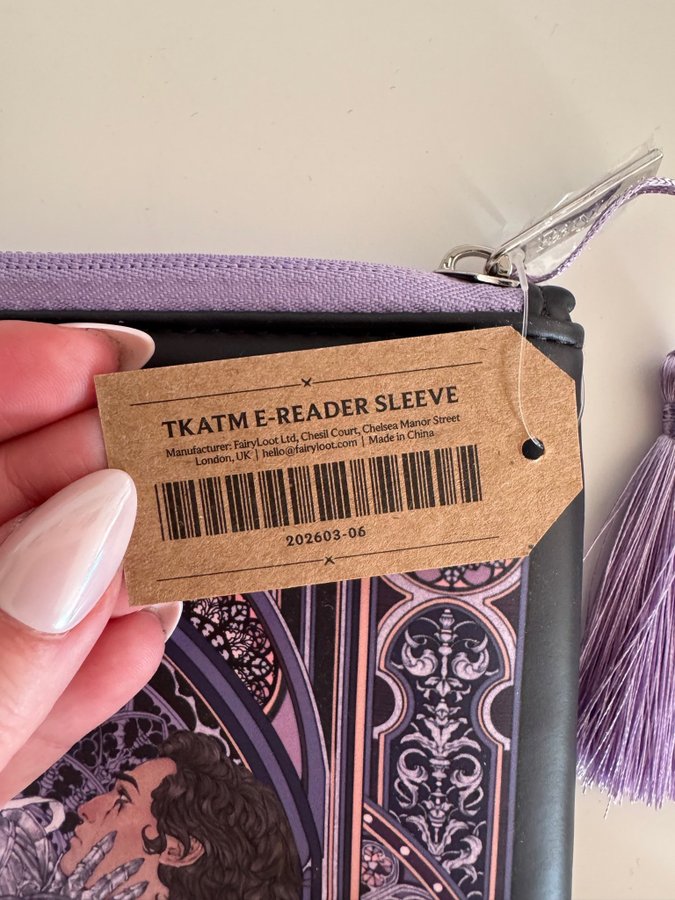 TKATM E-READER SLEEVE
Manufacturer: FairyLoot Ltd, Chesil Court, Chelsea Manor Street
London, UK | hello@fairyloot.com | Made in China
202603-06